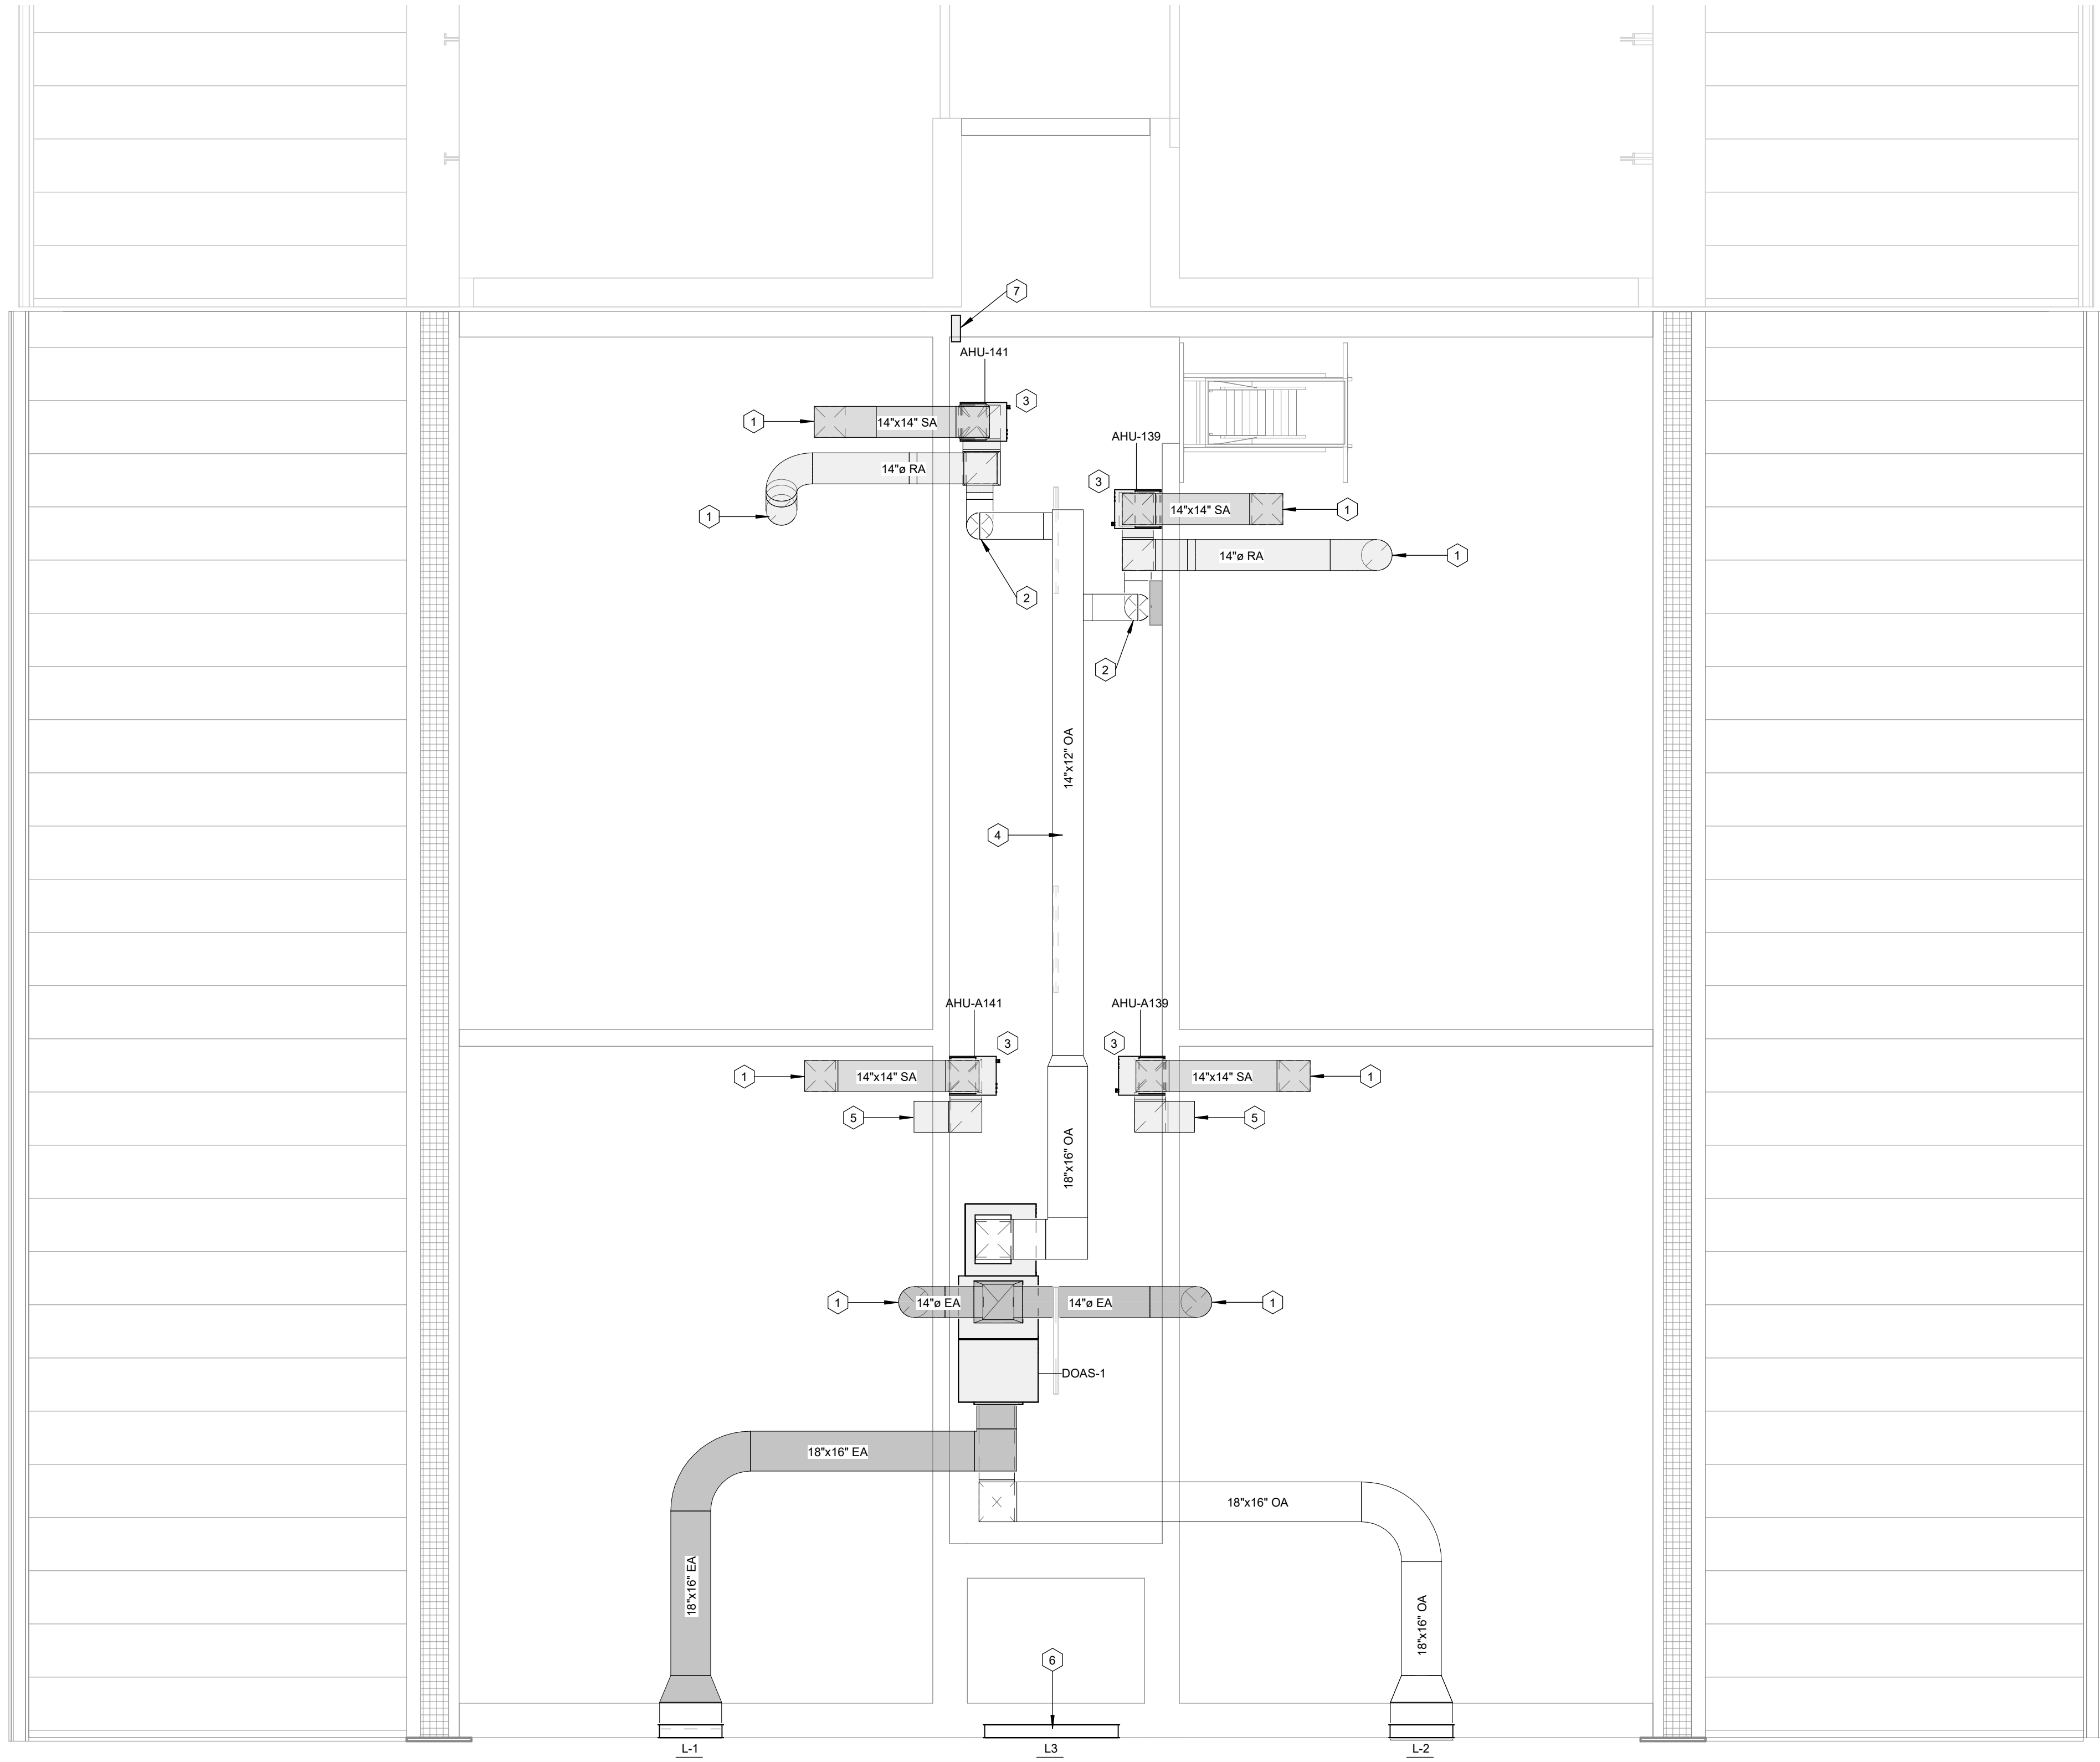 7
AHU-141
3
1
14"x14" SA
AHU-139
14"ø RA
3
1
14"x14" SA
1
14"ø RA
1
2
2
14"x12" OA
4
AHU-A141
AHU-A139
3
3
1
14"x14" SA
14"x14" SA
1
5
5
18"x16" OA
1
14"ø EA
14"ø EA
1
DOAS-1
18"x16" EA
18"x16" OA
18"x16" EA
18"x16" OA
6
L-1
L3
L-2